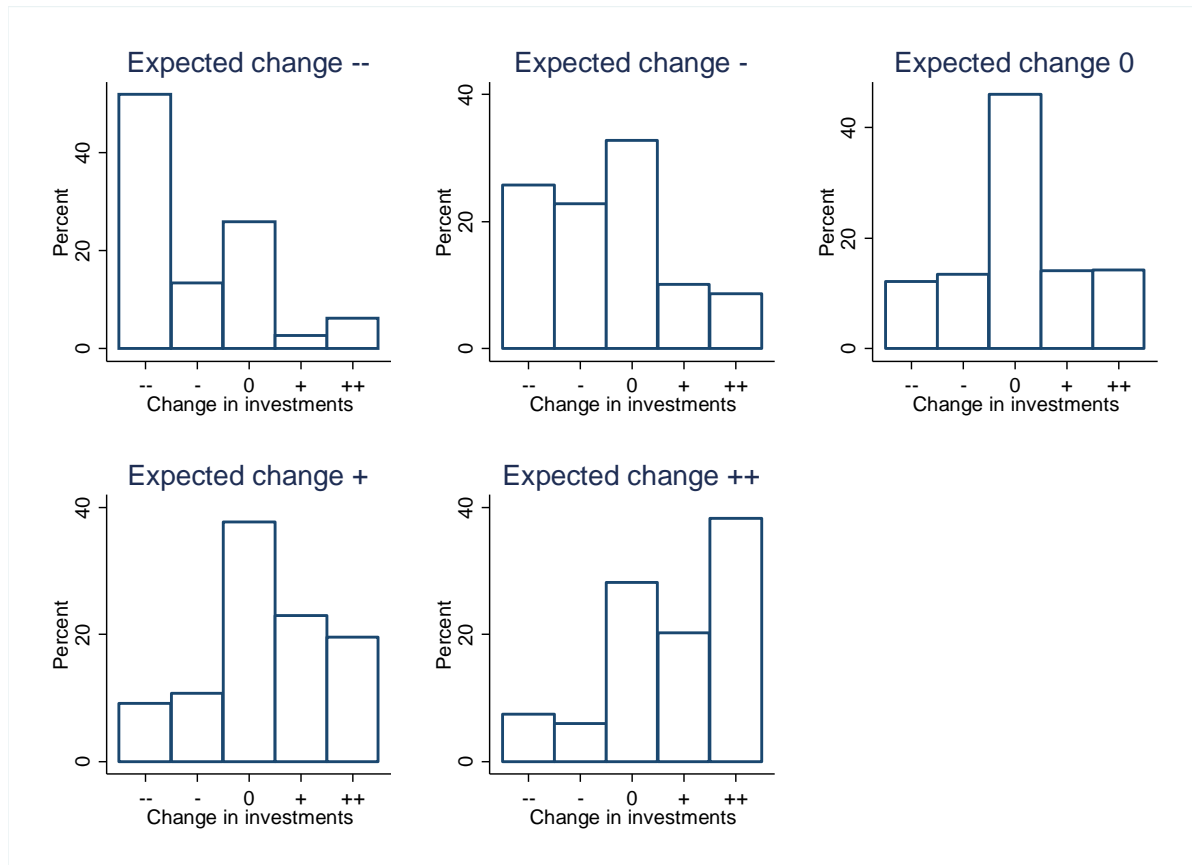 Expected change --
Percent
40
20
0
-- - 0 + ++
Change in investments
Expected change -
Percent
40
20
0
-- - 0 + ++
Change in investments
Expected change 0
Percent
40
20
0
-- - 0 + ++
Change in investments
Expected change +
Percent
40
20
0
-- - 0 + ++
Change in investments
Expected change ++
Percent
40
20
0
-- - 0 + ++
Change in investments